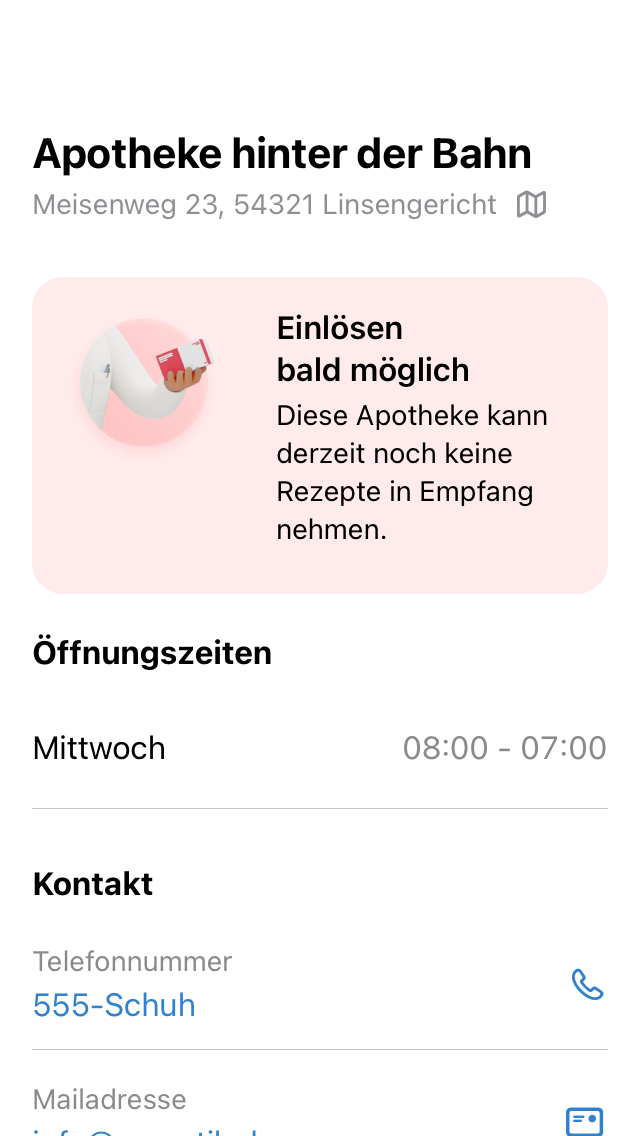 Apotheke hinter der Bahn
Meisenweg 23, 54321 Linsengericht
Einlösen
bald möglich
Diese Apotheke kann
derzeit noch keine
Rezepte in Empfang
nehmen.
Öffnungszeiten
Mittwoch 08:00 - 07:00
Kontakt
Telefonnummer
555-Schuh
Mailadresse